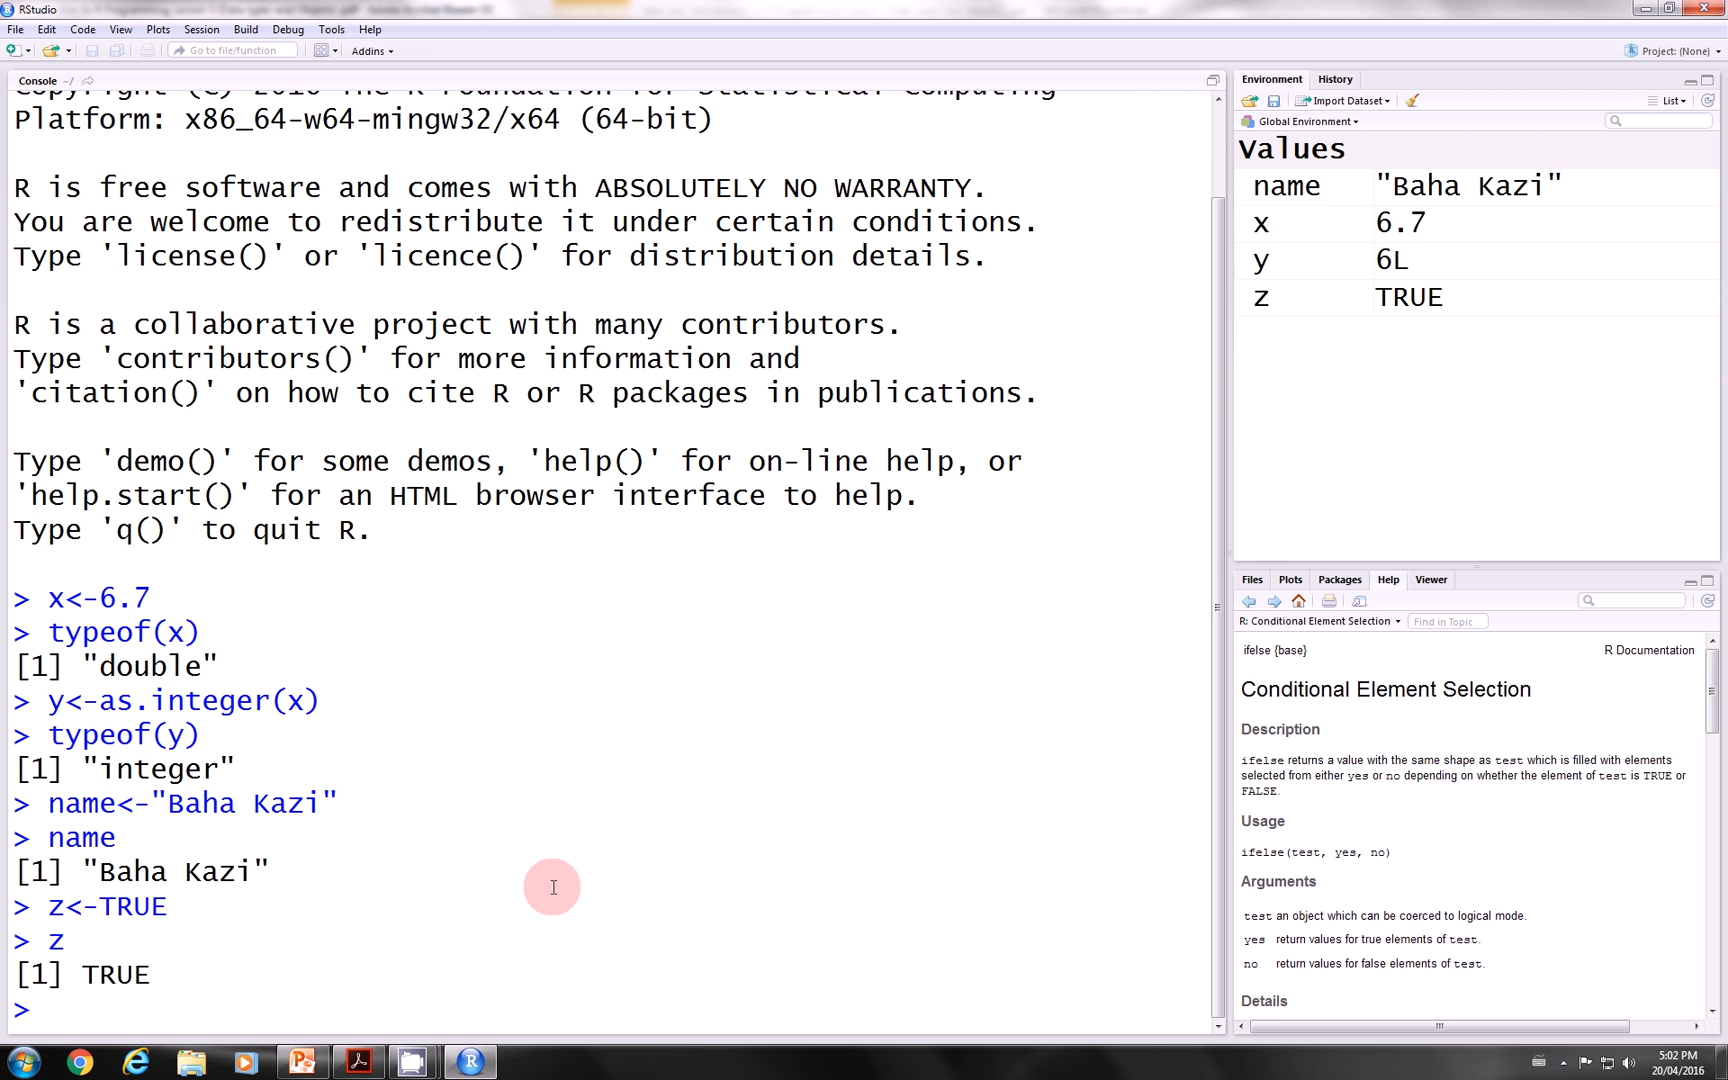 RStudio
File Edit Code View Plots Session Build Debug Tools Help
Go to file/function Addins Project: (None)
Console ~/
Copyright (C) 2016 The R Foundation for Statistical Computing
Platform: x86_64-w64-mingw32/x64 (64-bit)
R is free software and comes with ABSOLUTELY NO WARRANTY.
You are welcome to redistribute it under certain conditions.
Type 'license()' or 'licence()' for distribution details.
R is a collaborative project with many contributors.
Type 'contributors()' for more information and
'citation()' on how to cite R or R packages in publications.
Type 'demo()' for some demos, 'help()' for on-line help, or
'help.start()' for an HTML browser interface to help.
Type 'q()' to quit R.
> x<-6.7
> typeof(x)
[1] "double"
> y<-as.integer(x)
> typeof(y)
[1] "integer"
> name<-"Baha Kazi"
> name
[1] "Baha Kazi"
> z<-TRUE
> z
[1] TRUE
>
Environment History
Import Dataset List
Global Environment
Values
name "Baha Kazi"
x 6.7
y 6L
z TRUE
Files Plots Packages Help Viewer
R: Conditional Element Selection Find in Topic
ifelse {base} R Documentation
Conditional Element Selection
Description
ifelse returns a value with the same shape as test which is filled with elements
selected from either yes or no depending on whether the element of test is TRUE or
FALSE.
Usage
ifelse(test, yes, no)
Arguments
test an object which can be coerced to logical mode.
yes return values for true elements of test.
no return values for false elements of test.
Details
5:02 PM
20/04/2016